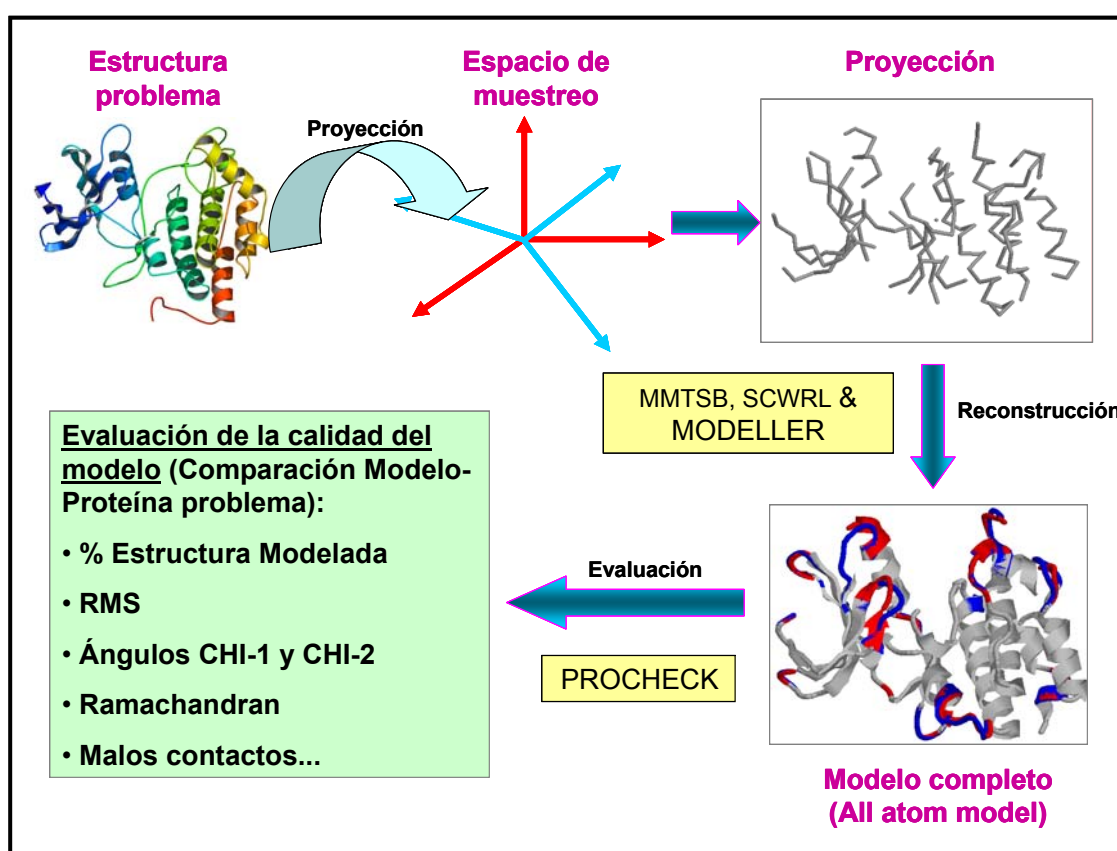 Estructura
problema
Espacio de
muestreo
Proyección
Proyección
MMTSB, SCWRL &
MODELLER
Reconstrucción
Evaluación de la calidad del
modelo (Comparación Modelo-
Proteína problema):
• % Estructura Modelada
• RMS
• Ángulos CHI-1 y CHI-2
• Ramachandran
• Malos contactos...
Evaluación
PROCHECK
Modelo completo
(All atom model)